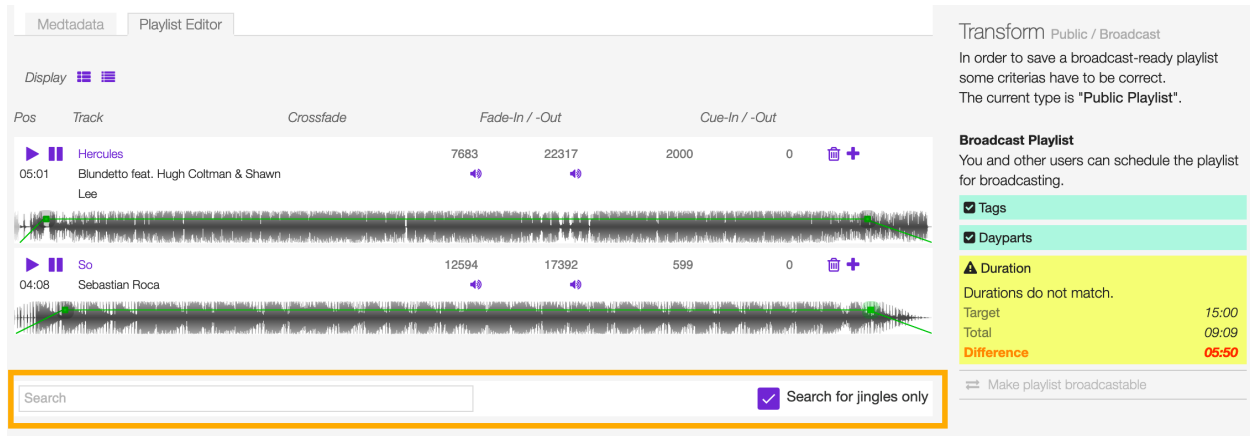 Medtadata Playlist Editor
Display
Pos Track Crossfade Fade-In / -Out Cue-In / -Out
Hercules 7683 22317 2000 0
05:01 Blundetto feat. Hugh Coltman & Shawn
Lee
So 12594 17392 599 0
04:08 Sebastian Roca
Search
Search for jingles only
Transform Public / Broadcast
In order to save a broadcast-ready playlist
some criterias have to be correct.
The current type is "Public Playlist".
Broadcast Playlist
You and other users can schedule the playlist
for broadcasting.
Tags
Dayparts
Duration
Durations do not match.
Target 15:00
Total 09:09
Difference 05:50
Make playlist broadcastable